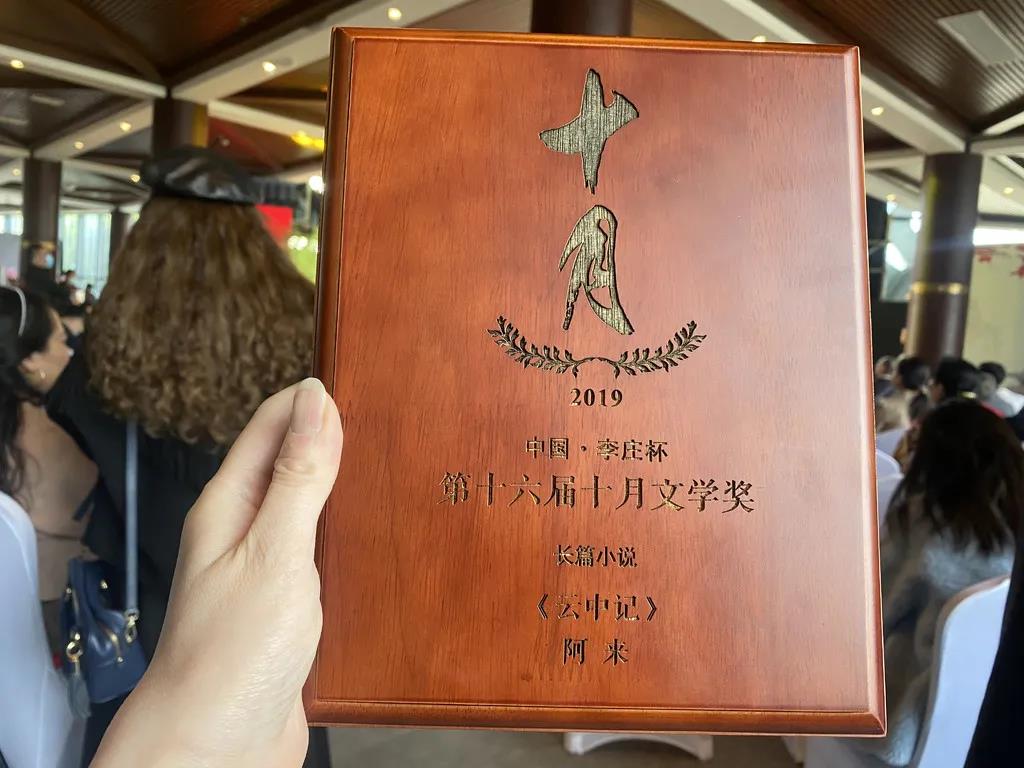 十月
2019
中国·李庄杯
第十六届十月文学奖
长篇小说
《云中记》
阿来